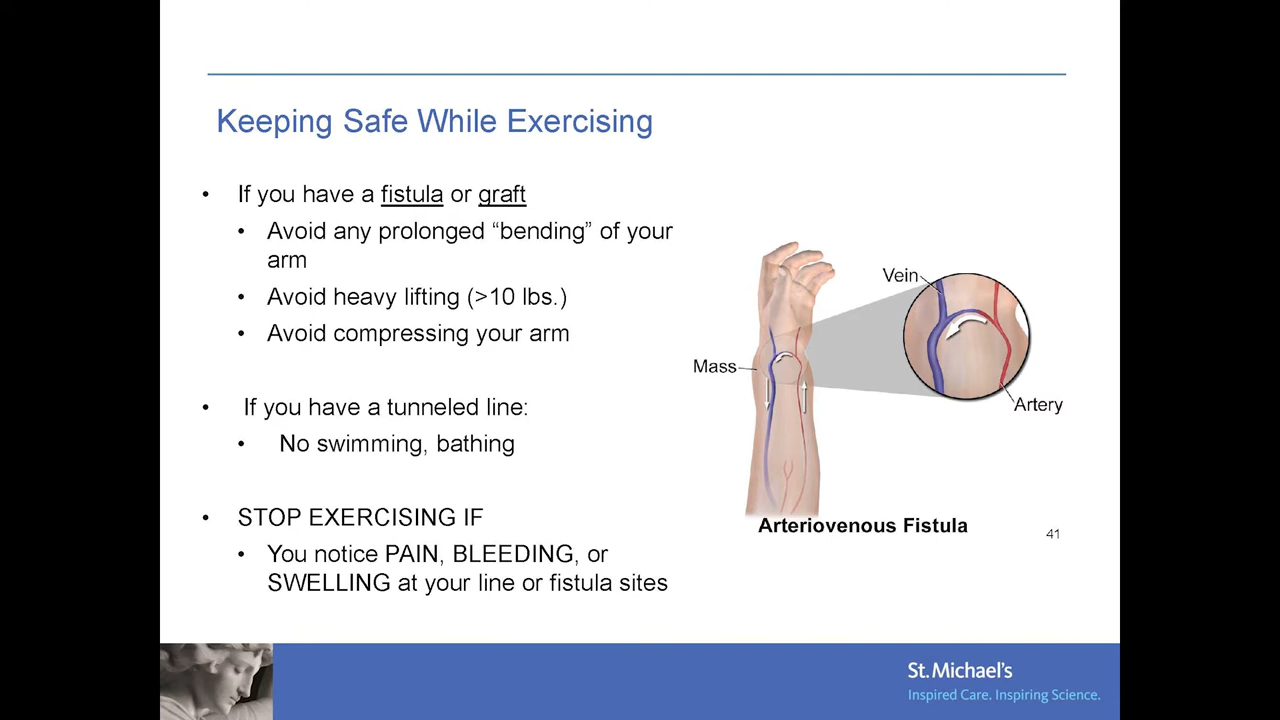 Keeping Safe While Exercising
• If you have a fistula or graft
• Avoid any prolonged “bending” of your
arm
• Avoid heavy lifting (>10 lbs.)
• Avoid compressing your arm
• If you have a tunneled line:
• No swimming, bathing
• STOP EXERCISING IF
• You notice PAIN, BLEEDING, or
SWELLING at your line or fistula sites
Vein
Mass
Artery
Arteriovenous Fistula
41
St. Michael's
Inspired Care. Inspiring Science.